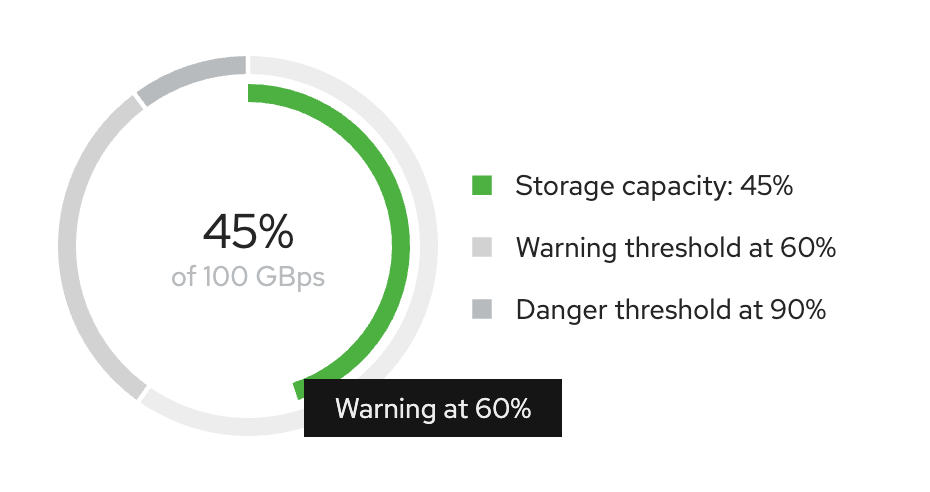 45%
of 100 GBps
Storage capacity: 45%
Warning threshold at 60%
Danger threshold at 90%
Warning at 60%